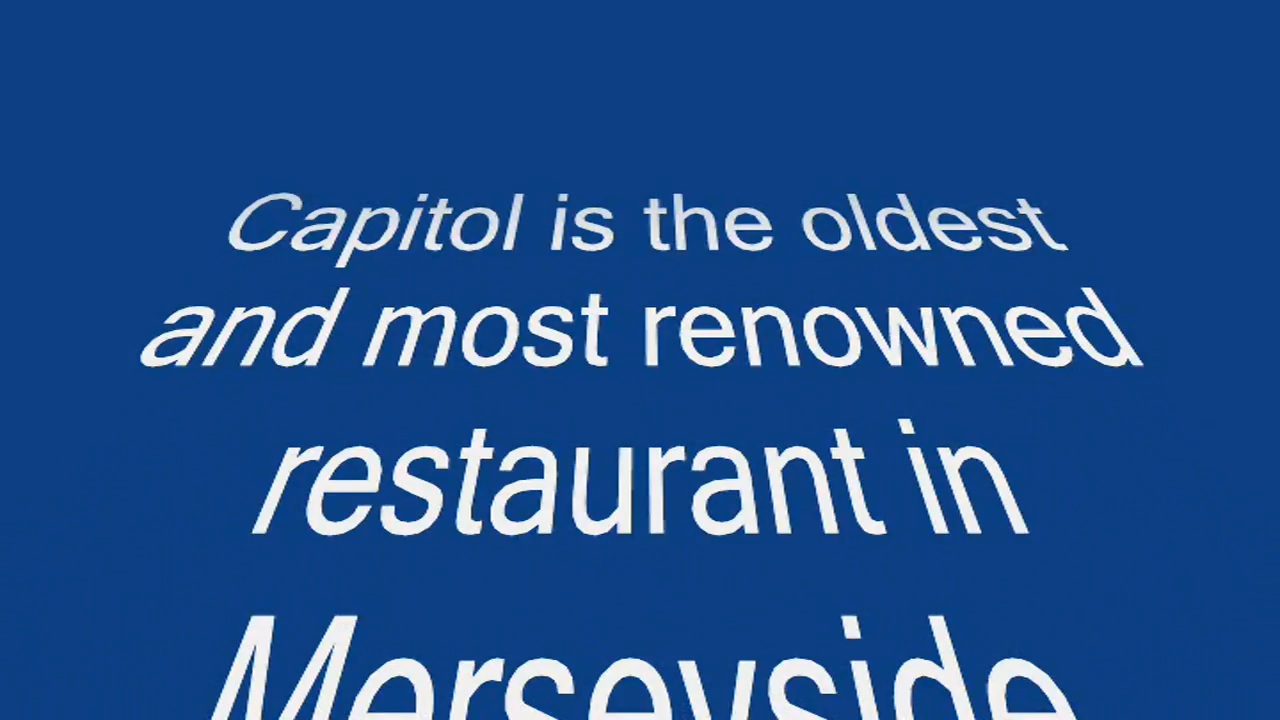 Capitol is the oldest
and most renowned
restaurant in
Merseyside